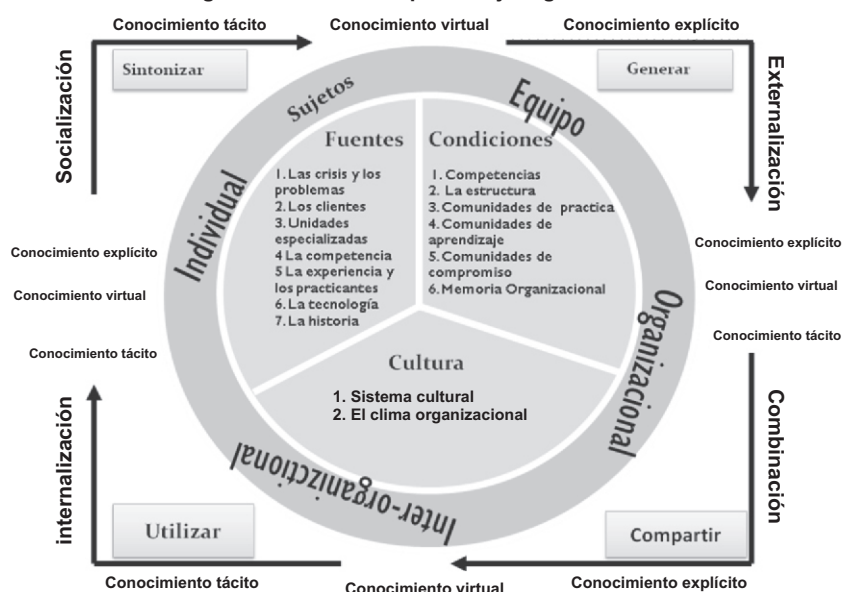 Conocimiento tácito
Conocimiento virtual
Conocimiento explícito
Sintonizar
Generar
Socialización
Externalización
Sujetos
Equipo
Individual
Organizacional
Inter-organizctional
Fuentes
1. Las crisis y los
problemas
2. Los clientes
3. Unidades
especializadas
4 La competencia
5 La experiencia y
los practicantes
6. La tecnología
7. La historia
Condiciones
1. Competencias
2. La estructura
3. Comunidades de practica
4. Comunidades de
aprendizaje
5. Comunidades de
compromiso
6. Memoria Organizacional
Cultura
1. Sistema cultural
2. El clima organizacional
Conocimiento explícito
Conocimiento virtual
Conocimiento tácito
Conocimiento explícito
Conocimiento virtual
Conocimiento tácito
internalización
Combinación
Utilizar
Compartir
Conocimiento tácito
Conocimiento virtual
Conocimiento explícito